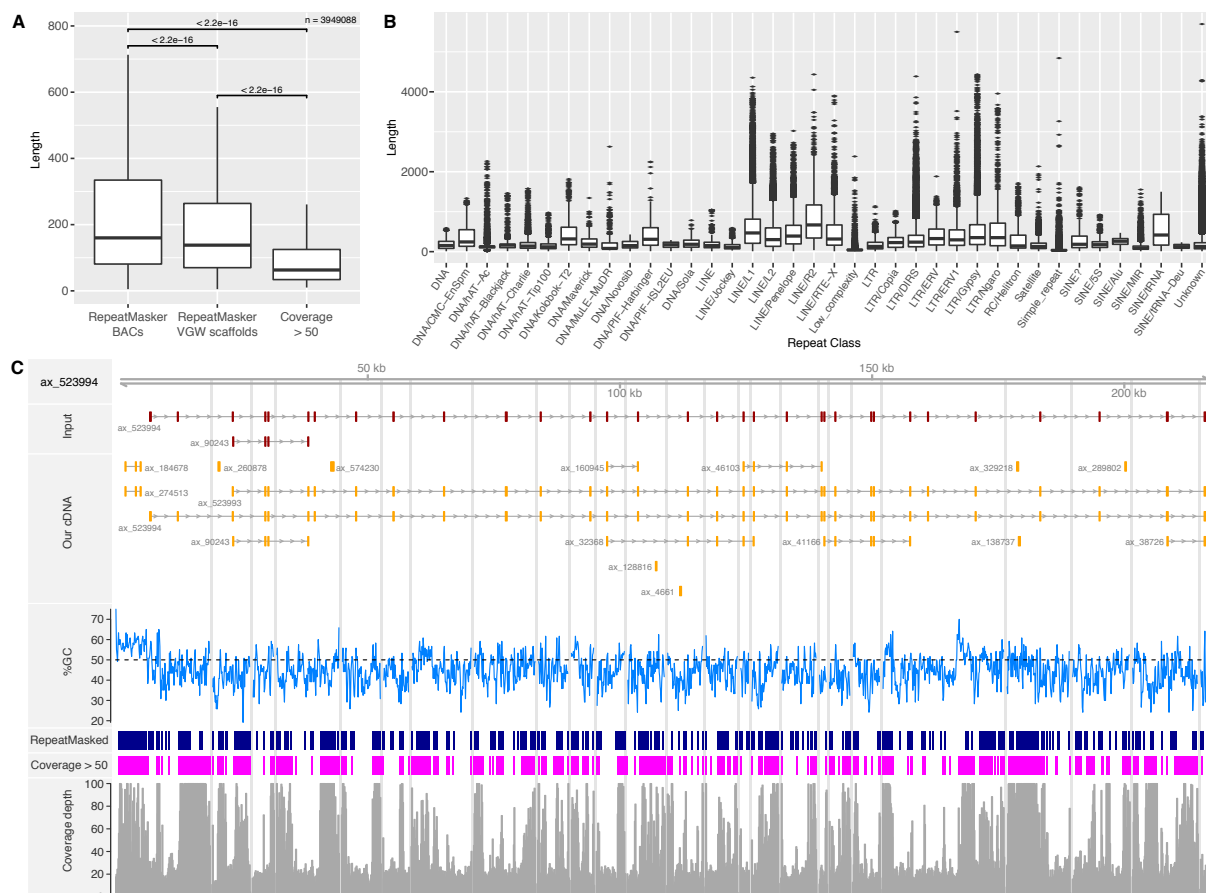 A
n = 3949088
< 2.2e−16
< 2.2e−16
< 2.2e−16
800
600
400
200
0
Length
RepeatMasker
BACs
RepeatMasker
VGW scaffolds
Coverage
> 50
B
4000
2000
0
Length
DNA
DNA/CMC−EnSpm
DNA/hAT−Ac
DNA/hAT−Blackjack
DNA/hAT−Charlie
DNA/hAT−Tip100
DNA/Kolobok−T2
DNA/Maverick
DNA/MuLE−MuDR
DNA/Novosib
DNA/PIF−Harbinger
DNA/PIF−ISL2EU
DNA/Sola
LINE
LINE/Jockey
LINE/L1
LINE/L2
LINE/Penelope
LINE/R2
LINE/RTE−X
Low_complexity
LTR
LTR/Copia
LTR/DIRS
LTR/ERV
LTR/ERV1
LTR/Gypsy
LTR/Ngaro
RC/Helitron
Satellite
Simple_repeat
SINE?
SINE/5S
SINE/Alu
SINE/MIR
SINE/tRNA
SINE/tRNA−Deu
Unknown
Repeat Class
C
ax_523994
50 kb
100 kb
150 kb
200 kb
Input
ax_523994
ax_90243
Our cDNA
ax_184678
ax_260878
ax_574230
ax_160945
ax_46103
ax_329218
ax_289802
ax_274513
ax_523993
ax_523994
ax_90243
ax_32368
ax_41166
ax_138737
ax_38726
ax_128816
ax_4661
%GC
70
60
50
40
30
20
RepeatMasked
Coverage > 50
Coverage depth
100
80
60
40
20